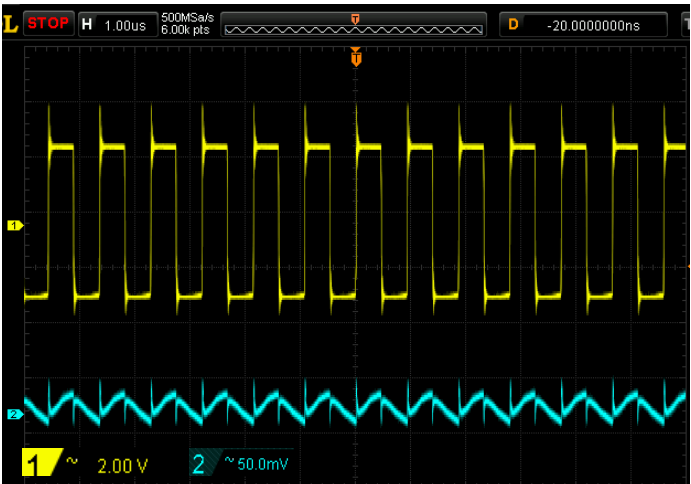 L STOP H 1.00us 500MSa/s 6.00k pts T D -20.0000000ns T
T
1
2
1 ~ 2.00 V 2 ~ 50.0mV